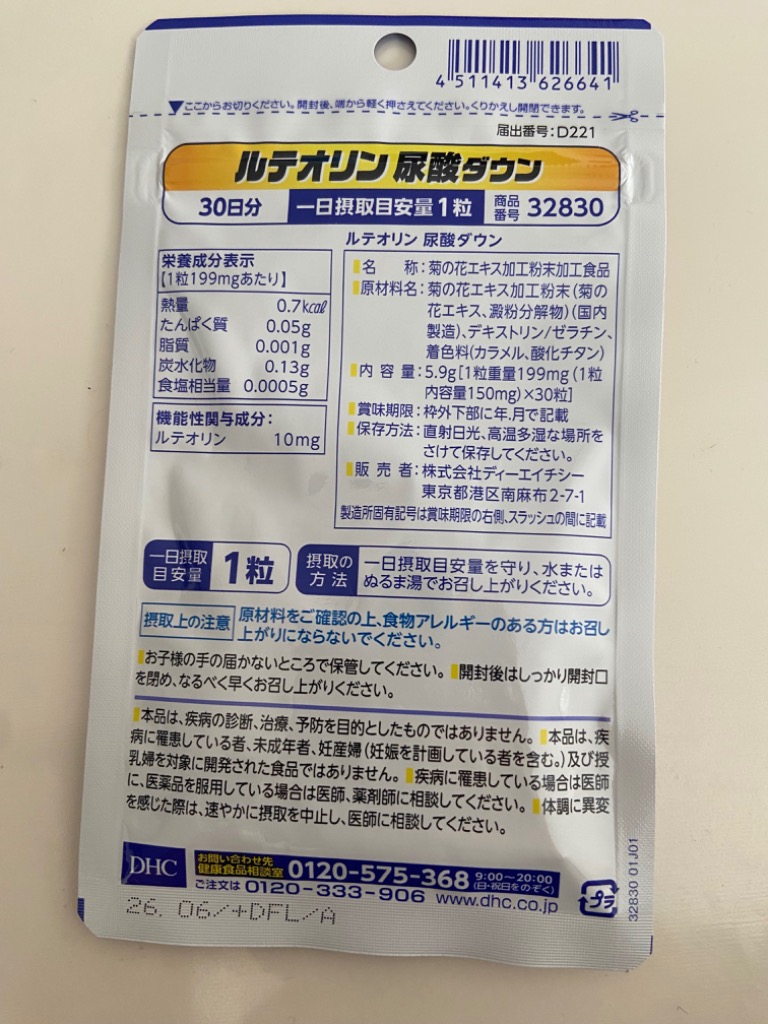 4 511413 626641
▼ここからお切りください。開封後、端から軽く押さえてください。くりかえし開閉できます。
届出番号:D221
ルテオリン 尿酸ダウン
30日分 一日摂取目安量1粒 商品番号 32830
栄養成分表示
【1粒199mgあたり】
熱量 0.7kcal
たんぱく質 0.05g
脂質 0.001g
炭水化物 0.13g
食塩相当量 0.0005g
機能性関与成分:
ルテオリン 10mg
ルテオリン 尿酸ダウン
名称:菊の花エキス加工粉末加工食品
原材料名:菊の花エキス加工粉末(菊の
花エキス、澱粉分解物)(国内
製造)、デキストリン/ゼラチン、
着色料(カラメル、酸化チタン)
内容量:5.9g[1粒重量199mg(1粒
内容量150mg)×30粒]
賞味期限:枠外下部に年.月で記載
保存方法:直射日光、高温多湿な場所を
さけて保存してください。
販売者:株式会社ディーエイチシー
東京都港区南麻布2-7-1
製造所固有記号は賞味期限の右側、スラッシュの間に記載
一日摂取目安量 1粒
摂取の方法 一日摂取目安量を守り、水または
ぬるま湯でお召し上がりください。
摂取上の注意 原材料をご確認の上、食物アレルギーのある方はお召し
上がりにならないでください。
お子様の手の届かないところで保管してください。 開封後はしっかり開封口
を閉め、なるべく早くお召し上がりください。
本品は、疾病の診断、治療、予防を目的としたものではありません。 本品は、疾
病に罹患している者、未成年者、妊産婦(妊娠を計画している者を含む。)及び授
乳婦を対象に開発された食品ではありません。 疾病に罹患している場合は医師
に、医薬品を服用している場合は医師、薬剤師に相談してください。 体調に異変
を感じた際は、速やかに摂取を中止し、医師に相談してください。
DHC お問い合わせ先 健康食品相談室 0120-575-368 9:00〜20:00 (日・祝日をのぞく)
ご注文は 0120-333-906 www.dhc.co.jp
プラ
26. 06/+DFL/A
32830 01J01